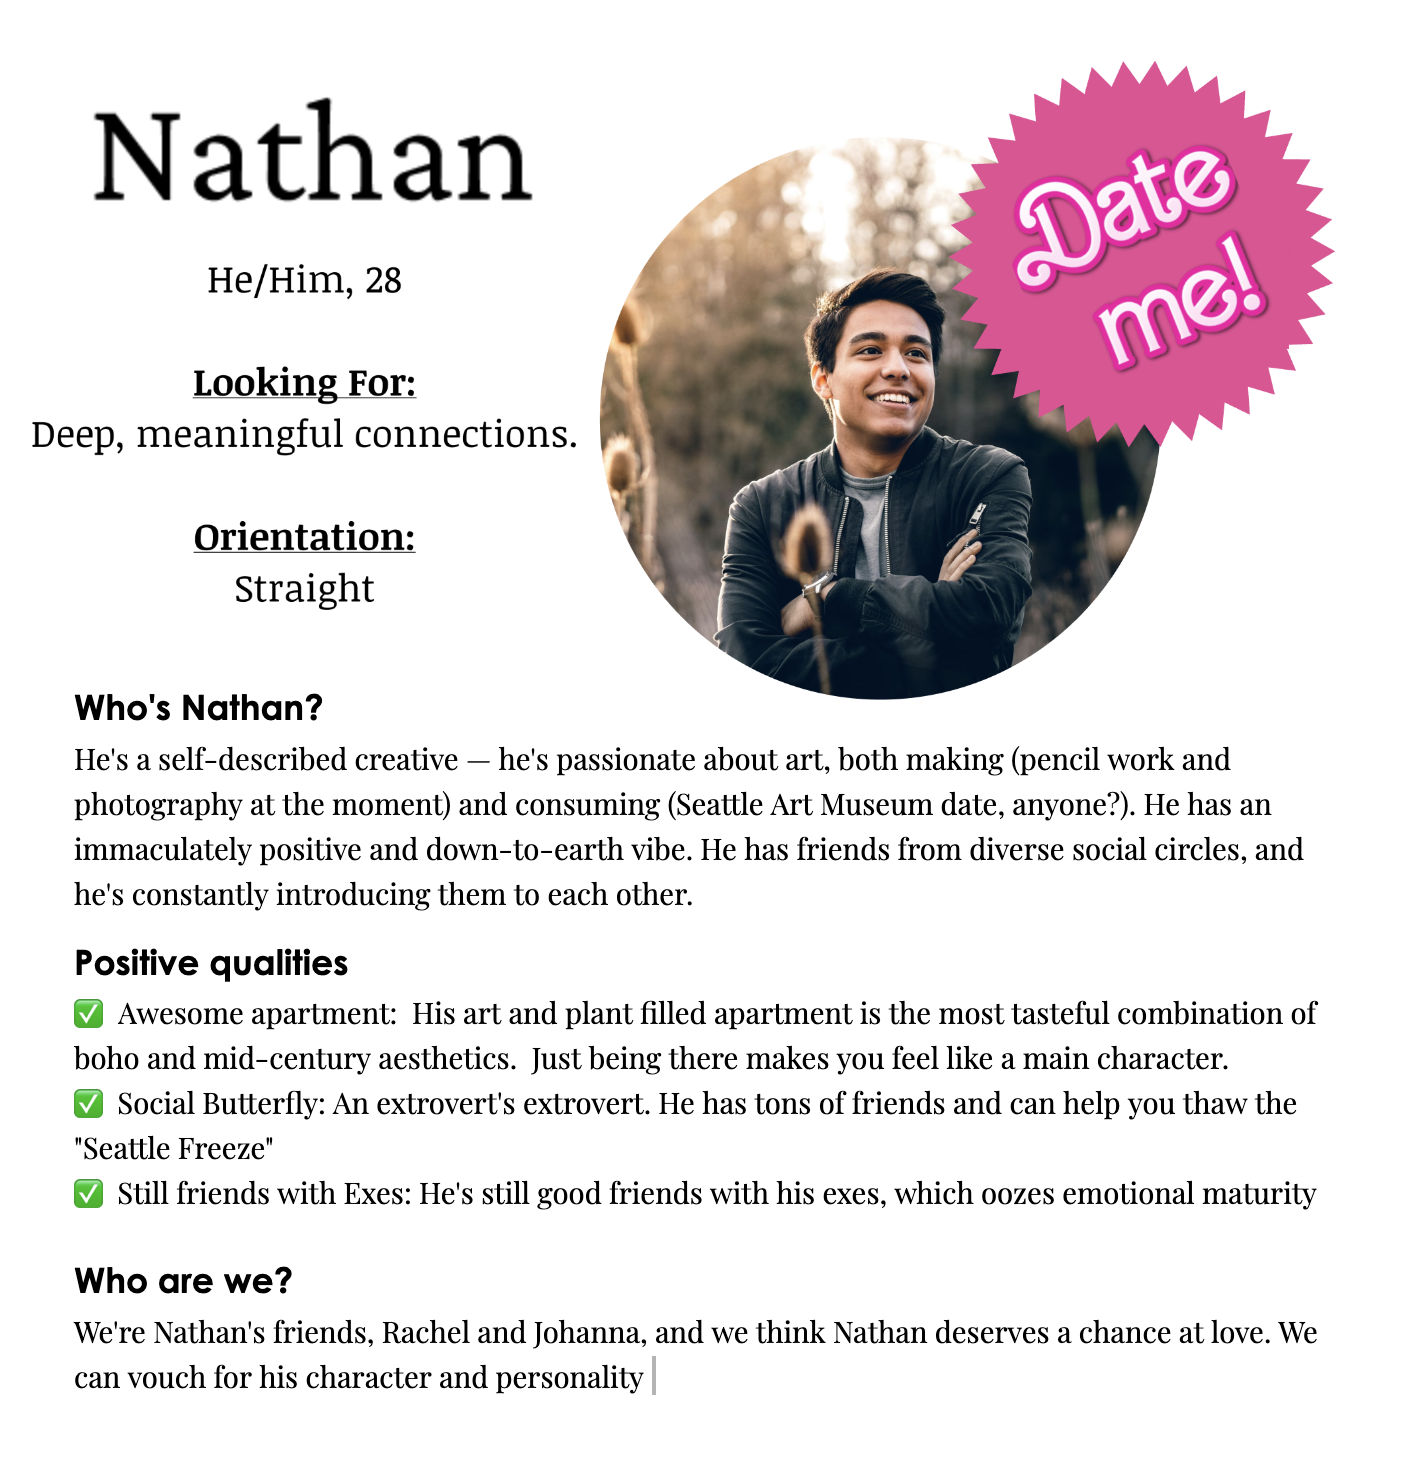 Nathan
Date
me!
He/Him, 28
Looking For:
Deep, meaningful connections.
Orientation:
Straight
Who's Nathan?
He's a self-described creative — he's passionate about art, both making (pencil work and
photography at the moment) and consuming (Seattle Art Museum date, anyone?). He has an
immaculately positive and down-to-earth vibe. He has friends from diverse social circles, and
he's constantly introducing them to each other.
Positive qualities
✅ Awesome apartment:  His art and plant filled apartment is the most tasteful combination of
boho and mid-century aesthetics.  Just being there makes you feel like a main character.
✅ Social Butterfly: An extrovert's extrovert. He has tons of friends and can help you thaw the
"Seattle Freeze"
✅ Still friends with Exes: He's still good friends with his exes, which oozes emotional maturity
Who are we?
We're Nathan's friends, Rachel and Johanna, and we think Nathan deserves a chance at love. We
can vouch for his character and personality